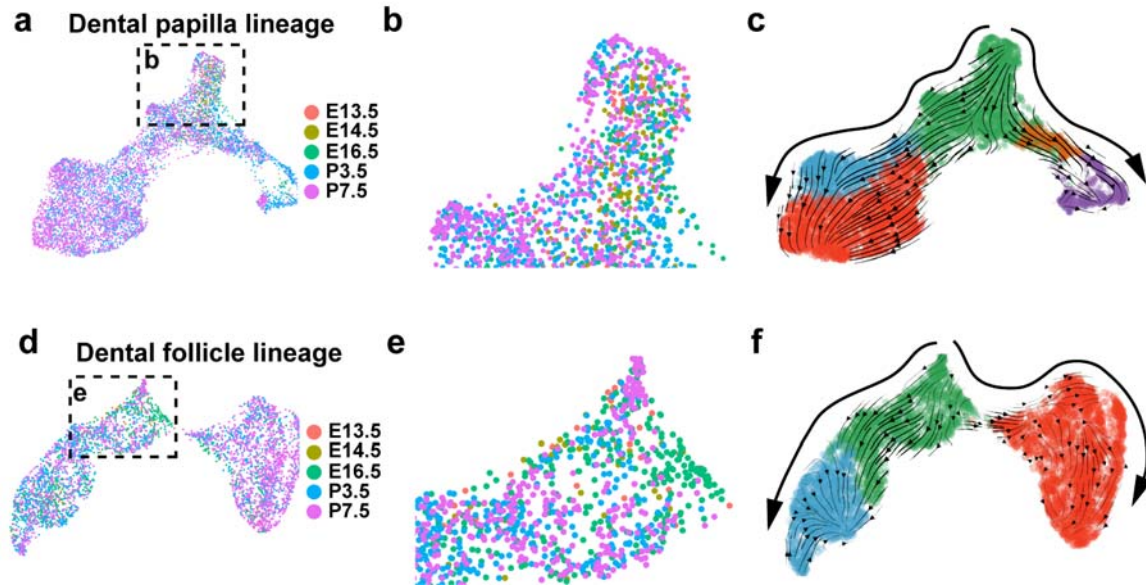 a
Dental papilla lineage
b
E13.5
E14.5
E16.5
P3.5
P7.5
b
c
d
Dental follicle lineage
e
E13.5
E14.5
E16.5
P3.5
P7.5
e
f